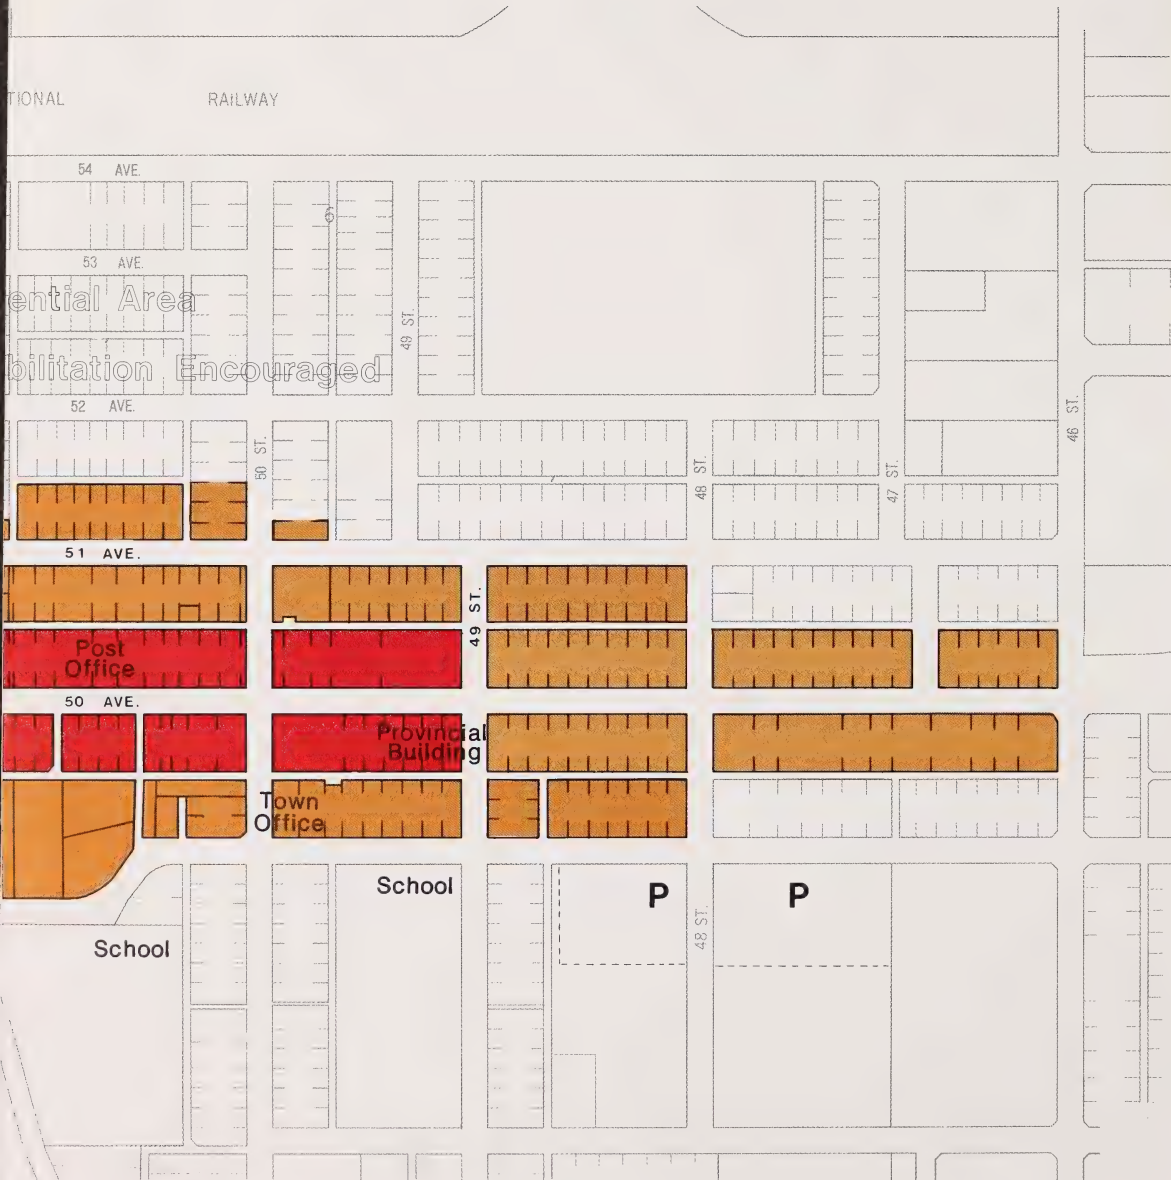 TIONAL RAILWAY
54 AVE.
6
53 AVE.
ential Area
49 ST.
bilitation Encouraged
52 AVE.
46 ST.
50 ST.
48 ST.
47 ST.
51 AVE.
49 ST.
Post
Office
50 AVE.
Provincial
Building
Town
Office
School
P
P
48 ST.
School